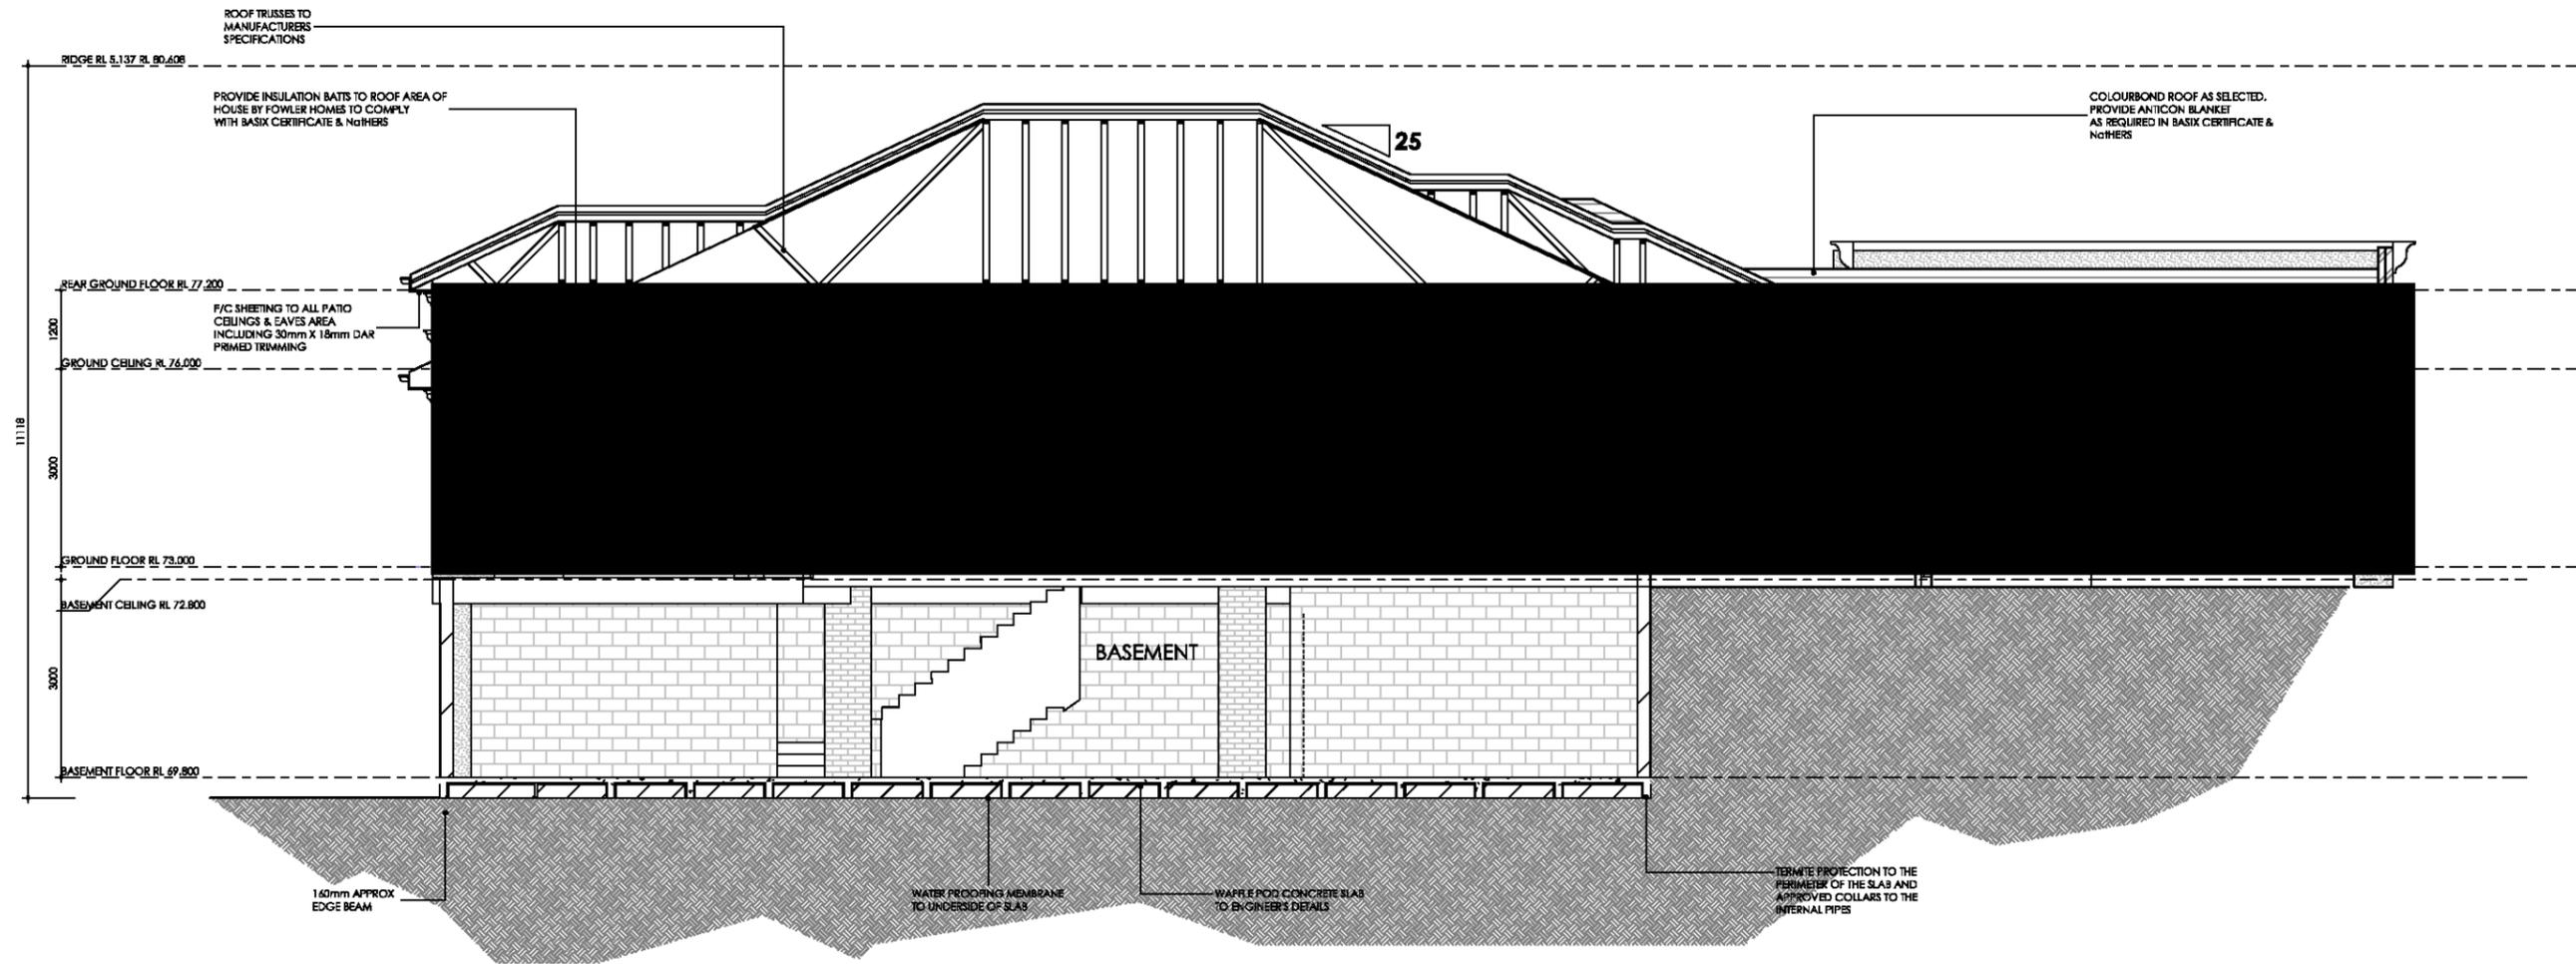 ROOF TRUSSES TO
MANUFACTURERS
SPECIFICATIONS
RIDGE RL 5.137 RL 80.608
PROVIDE INSULATION BATTS TO ROOF AREA OF
HOUSE BY FOWLER HOMES TO COMPLY
WITH BASIX CERTIFICATE & NatHERS
COLOURBOND ROOF AS SELECTED.
PROVIDE ANTICON BLANKET
AS REQUIRED IN BASIX CERTIFICATE &
NatHERS
25
REAR GROUND FLOOR RL 77.200
F/C SHEETING TO ALL PATIO
CEILINGS & EAVES AREA
INCLUDING 30mm X 18mm DAR
PRIMED TRIMMING
1200
GROUND CEILING RL 76.000
11118
3000
GROUND FLOOR RL 73.000
BASEMENT CEILING RL 72.800
BASEMENT
3000
BASEMENT FLOOR RL 69.800
160mm APPROX
EDGE BEAM
WATER PROOFING MEMBRANE
TO UNDERSIDE OF SLAB
WAFFLE POD CONCRETE SLAB
TO ENGINEER'S DETAILS
TERMITE PROTECTION TO THE
PERIMETER OF THE SLAB AND
APPROVED COLLARS TO THE
INTERNAL PIPES